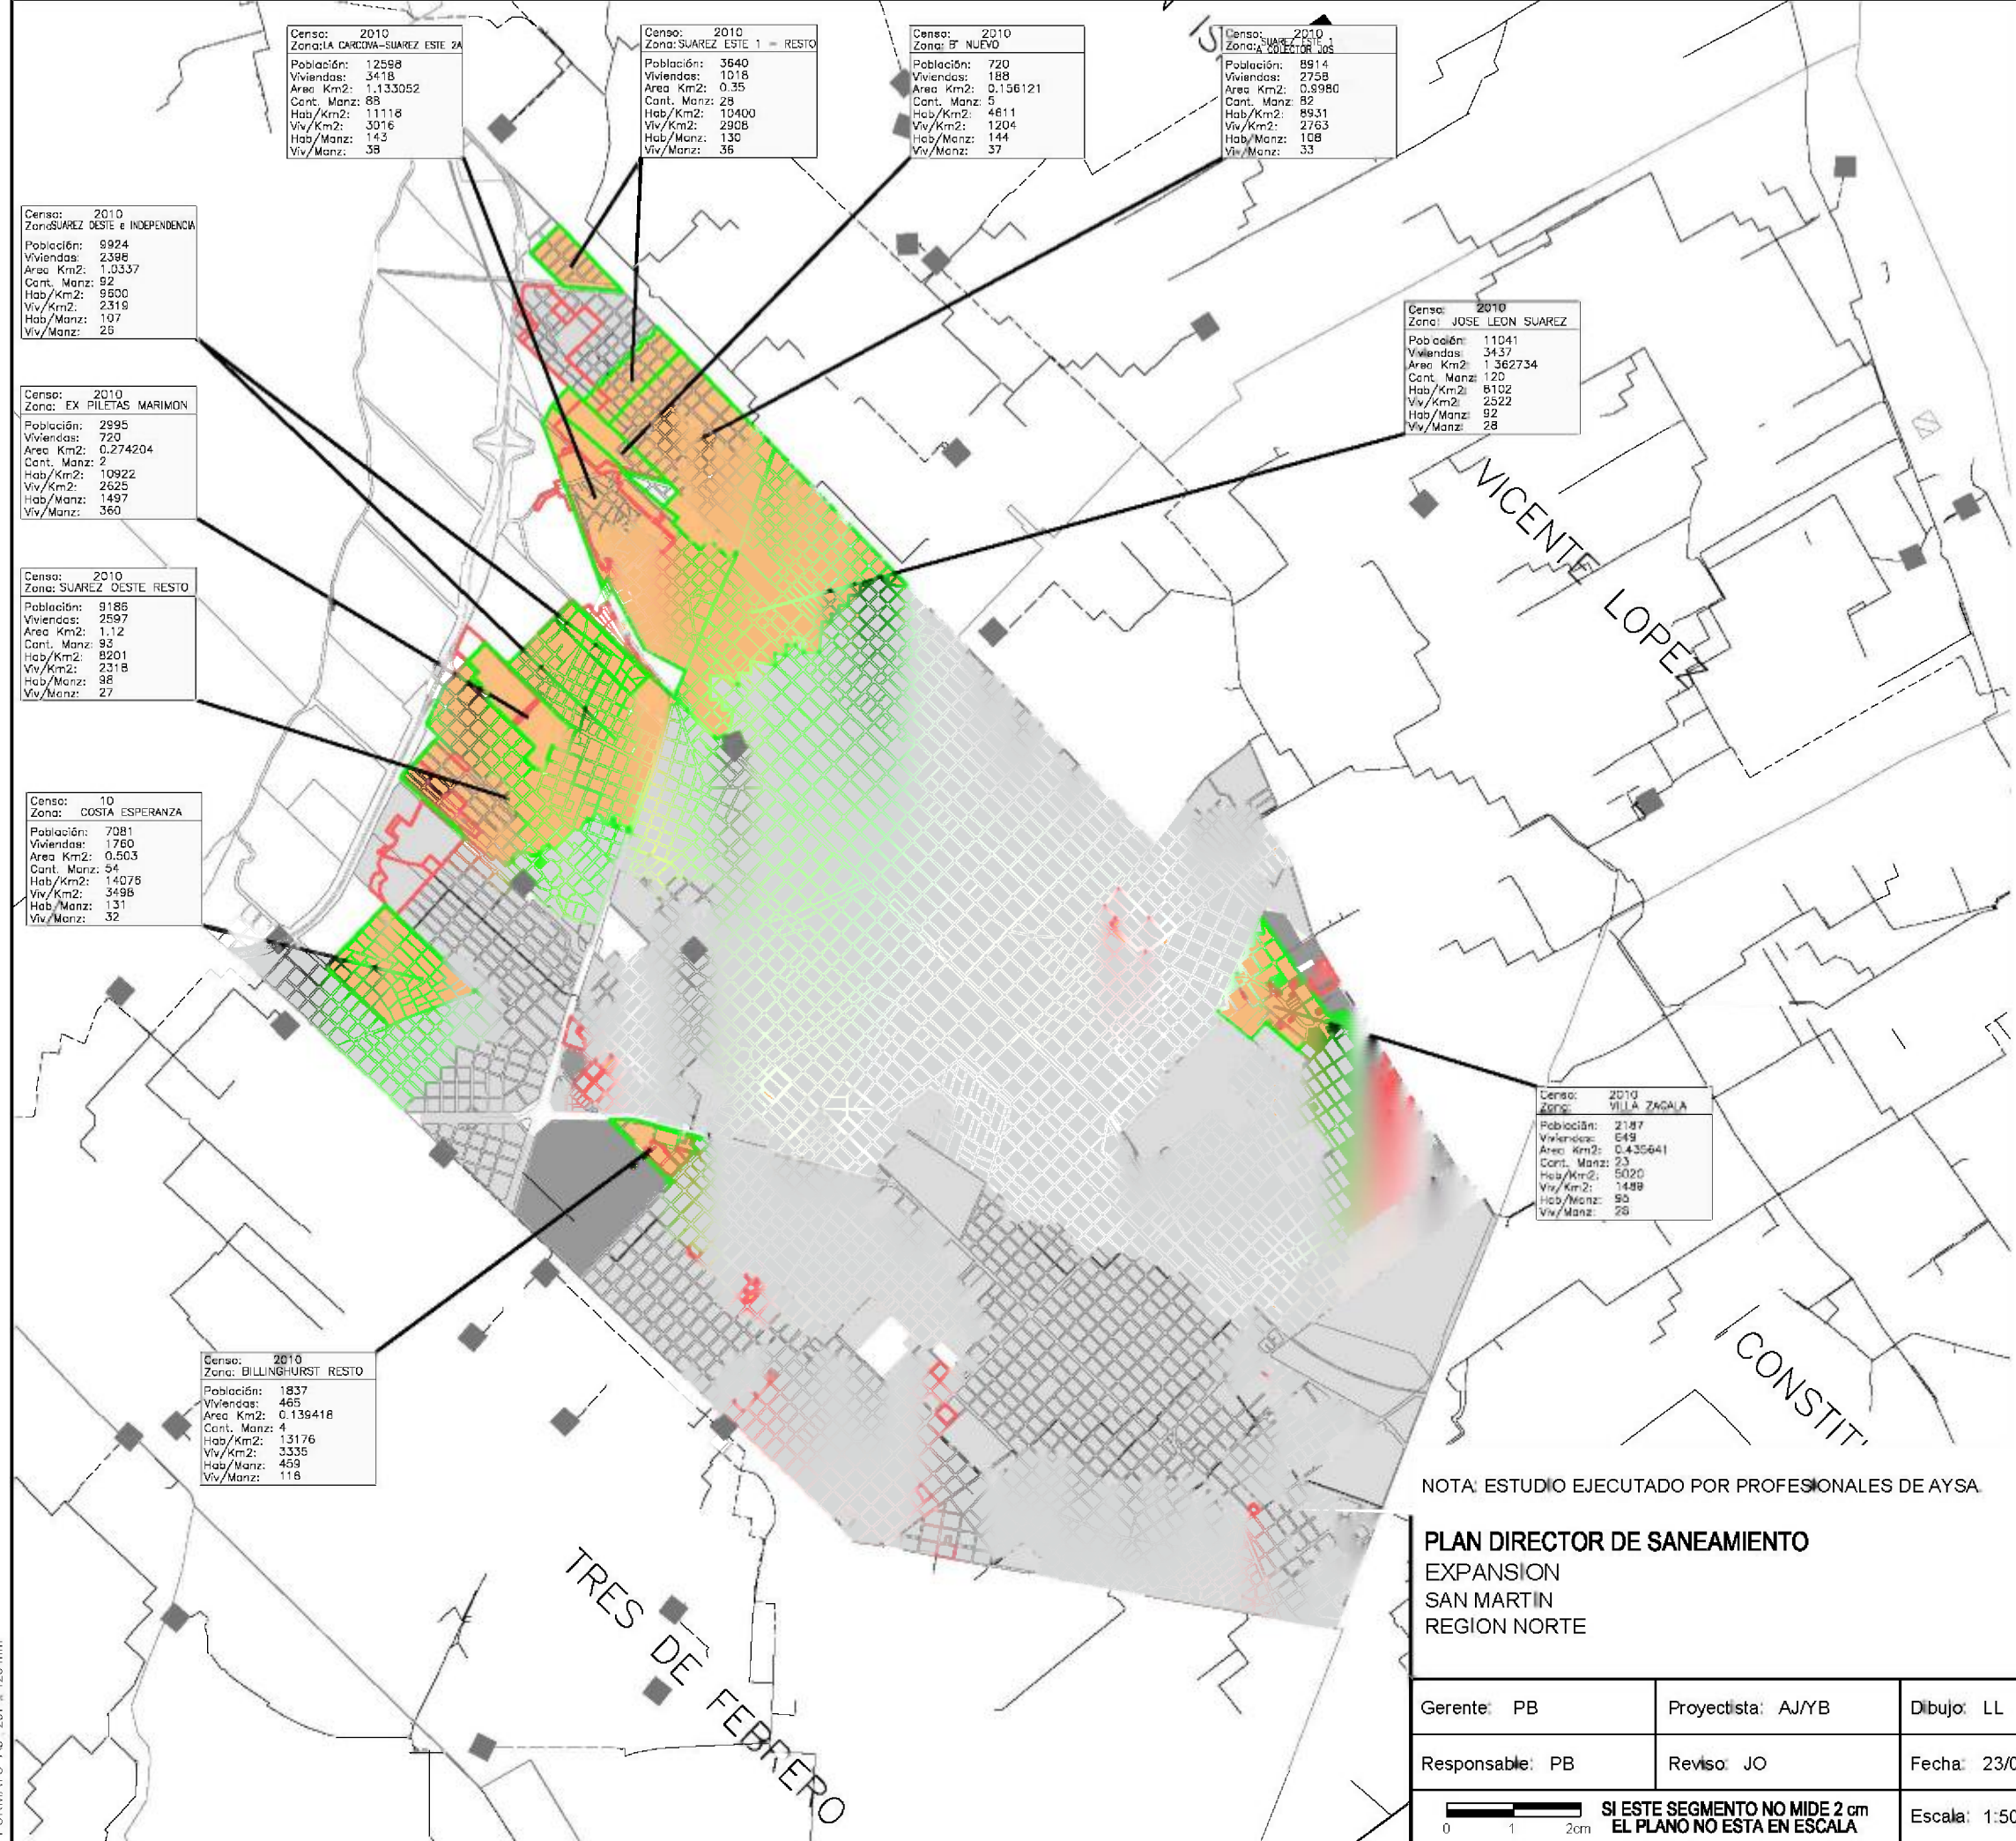 Censo: 2010
Zona: LA CARCOVA-SUAREZ ESTE 2A
Población: 12598
Viviendas: 3418
Area Km2: 1.133052
Cant. Manz: 88
Hab/Km2: 11118
Viv/Km2: 3016
Hab/Manz: 143
Viv/Manz: 38
Censo: 2010
Zona: SUAREZ ESTE 1 - RESTO
Población: 3640
Viviendas: 1018
Area Km2: 0.35
Cant. Manz: 28
Hab/Km2: 10400
Viv/Km2: 2908
Hab/Manz: 130
Viv/Manz: 36
Censo: 2010
Zona: B° NUEVO
Población: 720
Viviendas: 188
Area Km2: 0.156121
Cant. Manz: 5
Hab/Km2: 4611
Viv/Km2: 1204
Hab/Manz: 144
Viv/Manz: 37
Censo: 2010
Zona: SUAREZ ESTE 1
A COLECTOR JOS
Población: 8914
Viviendas: 2758
Area Km2: 0.9980
Cant. Manz: 82
Hab/Km2: 8931
Viv/Km2: 2763
Hab/Manz: 108
Viv/Manz: 33
Censo: 2010
Zona: SUAREZ OESTE e INDEPENDENCIA
Población: 9924
Viviendas: 2398
Area Km2: 1.0337
Cant. Manz: 92
Hab/Km2: 9600
Viv/Km2: 2319
Hab/Manz: 107
Viv/Manz: 26
Censo: 2010
Zona: JOSE LEON SUAREZ
Población: 11041
Viviendas: 3437
Area Km2: 1.362734
Cant. Manz: 120
Hab/Km2: 8102
Viv/Km2: 2522
Hab/Manz: 92
Viv/Manz: 28
Censo: 2010
Zona: EX PILETAS MARIMON
Población: 2995
Viviendas: 720
Area Km2: 0.274204
Cant. Manz: 2
Hab/Km2: 10922
Viv/Km2: 2625
Hab/Manz: 1497
Viv/Manz: 360
VICENTE LOPEZ
Censo: 2010
Zona: SUAREZ OESTE RESTO
Población: 9186
Viviendas: 2597
Area Km2: 1.12
Cant. Manz: 93
Hab/Km2: 8201
Viv/Km2: 2318
Hab/Manz: 98
Viv/Manz: 27
Censo: 10
Zona: COSTA ESPERANZA
Población: 7081
Viviendas: 1760
Area Km2: 0.503
Cant. Manz: 54
Hab/Km2: 14076
Viv/Km2: 3498
Hab/Manz: 131
Viv/Manz: 32
Censo: 2010
Zona: VILLA ZAGALA
Población: 2187
Viviendas: 649
Area Km2: 0.435641
Cant. Manz: 23
Hab/Km2: 5020
Viv/Km2: 1489
Hab/Manz: 95
Viv/Manz: 28
Censo: 2010
Zona: BILLINGHURST RESTO
Población: 1837
Viviendas: 465
Area Km2: 0.139418
Cant. Manz: 4
Hab/Km2: 13176
Viv/Km2: 3335
Hab/Manz: 459
Viv/Manz: 116
CONSTIT
TRES DE FEBRERO
NOTA: ESTUDIO EJECUTADO POR PROFESIONALES DE AYSA.
PLAN DIRECTOR DE SANEAMIENTO
EXPANSION
SAN MARTIN
REGION NORTE
Gerente: PB
Proyectista: AJ/YB
Dibujo: LL
Responsable: PB
Reviso: JO
Fecha: 23/0
0 1 2cm
SI ESTE SEGMENTO NO MIDE 2 cm
EL PLANO NO ESTA EN ESCALA
Escala: 1:50